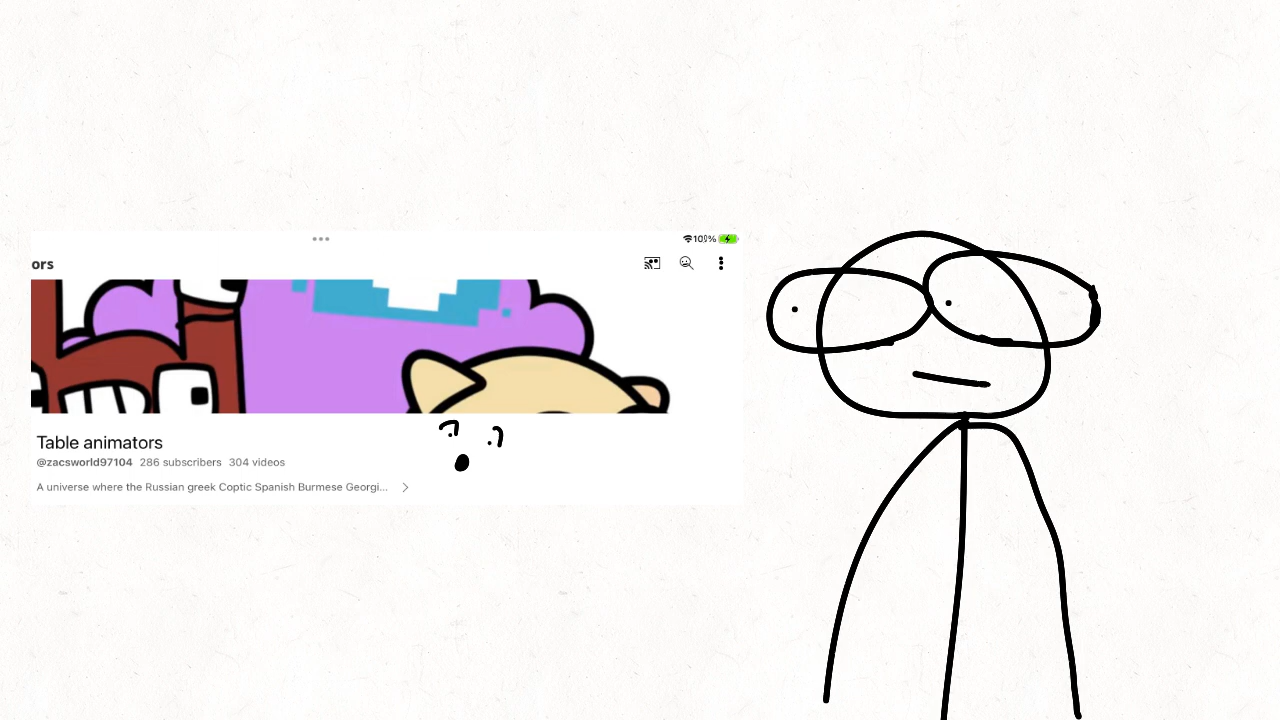 100%
ors
Table animators
@zacsworld97104 286 subscribers 304 videos
A universe where the Russian greek Coptic Spanish Burmese Georgi...